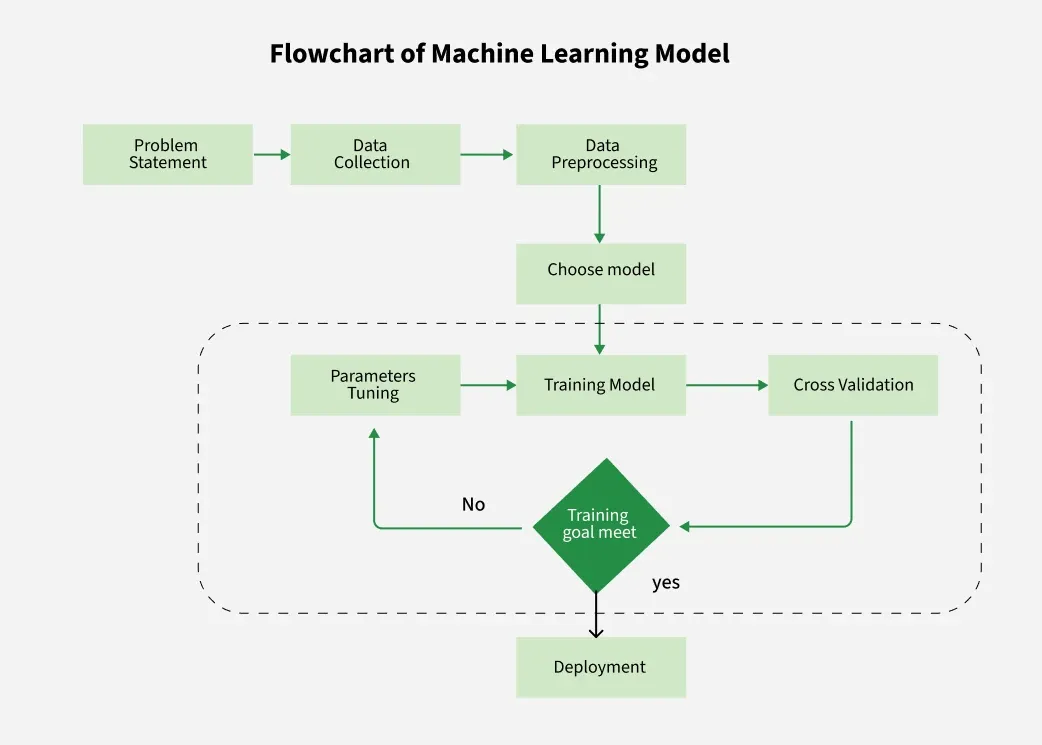 Flowchart of Machine Learning Model
Problem
Statement
Data
Collection
Data
Preprocessing
Choose model
Parameters
Tuning
Training Model
Cross Validation
No
Training
goal meet
yes
Deployment